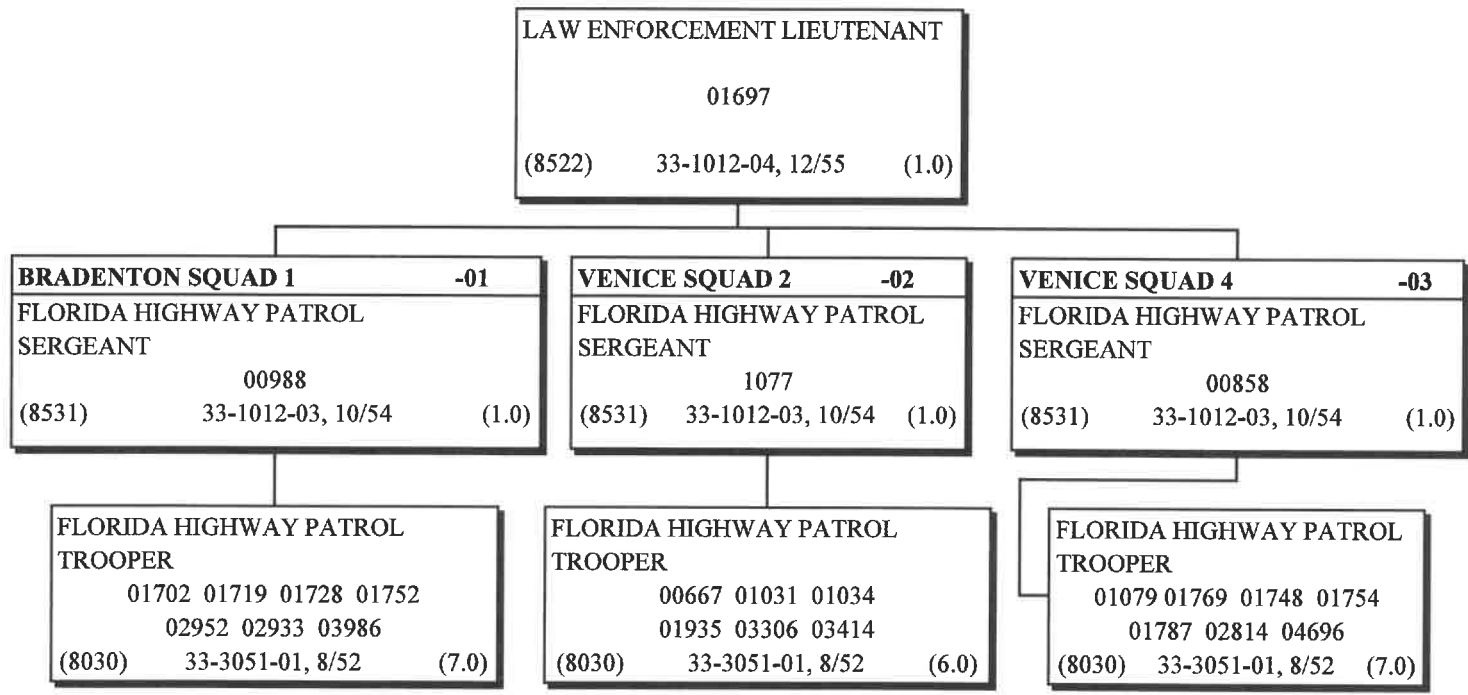 LAW ENFORCEMENT LIEUTENANT
01697
(8522) 33-1012-04, 12/55 (1.0)
BRADENTON SQUAD 1 -01
FLORIDA HIGHWAY PATROL
SERGEANT
00988
(8531) 33-1012-03, 10/54 (1.0)
VENICE SQUAD 2 -02
FLORIDA HIGHWAY PATROL
SERGEANT
1077
(8531) 33-1012-03, 10/54 (1.0)
VENICE SQUAD 4 -03
FLORIDA HIGHWAY PATROL
SERGEANT
00858
(8531) 33-1012-03, 10/54 (1.0)
FLORIDA HIGHWAY PATROL
TROOPER
01702 01719 01728 01752
02952 02933 03986
(8030) 33-3051-01, 8/52 (7.0)
FLORIDA HIGHWAY PATROL
TROOPER
00667 01031 01034
01935 03306 03414
(8030) 33-3051-01, 8/52 (6.0)
FLORIDA HIGHWAY PATROL
TROOPER
01079 01769 01748 01754
01787 02814 04696
(8030) 33-3051-01, 8/52 (7.0)